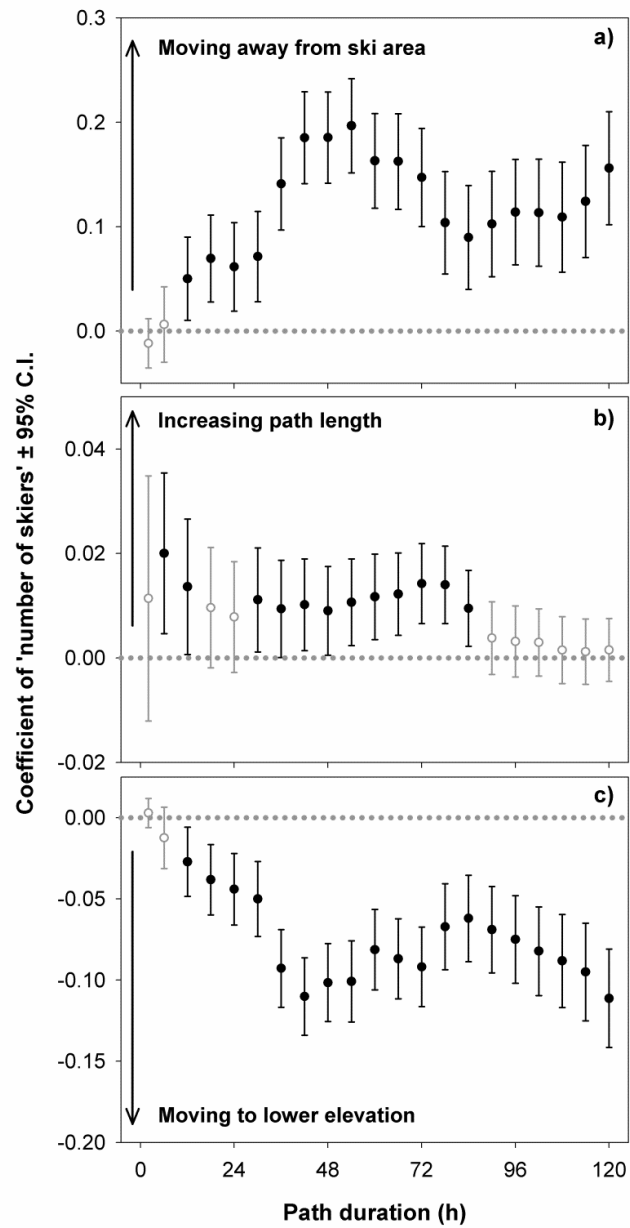 Coefficient of 'number of skiers' ± 95% C.I.
0.3
Moving away from ski area
a)
0.2
0.1
0.0
Increasing path length
b)
0.04
0.02
0.00
-0.02
c)
0.00
-0.05
-0.10
-0.15
Moving to lower elevation
-0.20
0 24 48 72 96 120
Path duration (h)